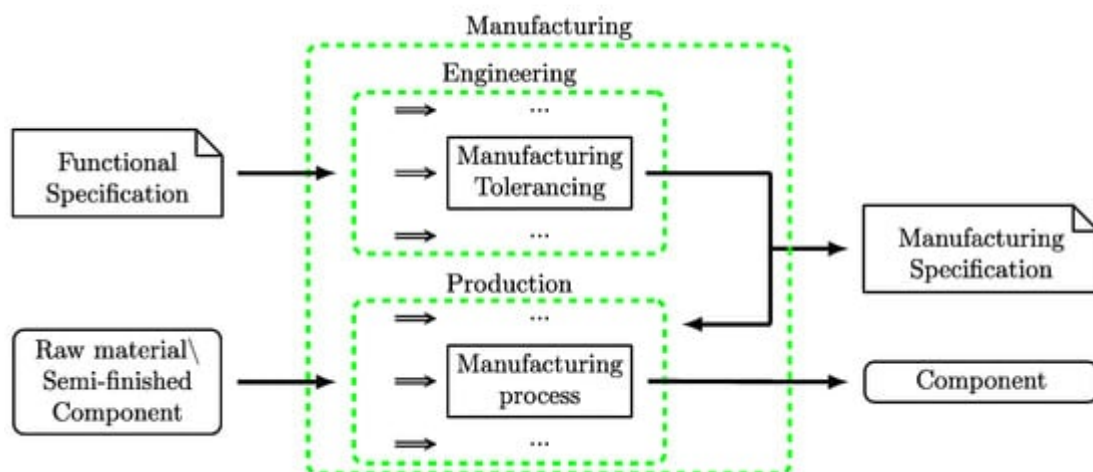 Manufacturing
Engineering
...
Functional
Specification
Manufacturing
Tolerancing
...
Manufacturing
Specification
Production
...
Raw material\
Semi-finished
Component
Manufacturing
process
Component
...